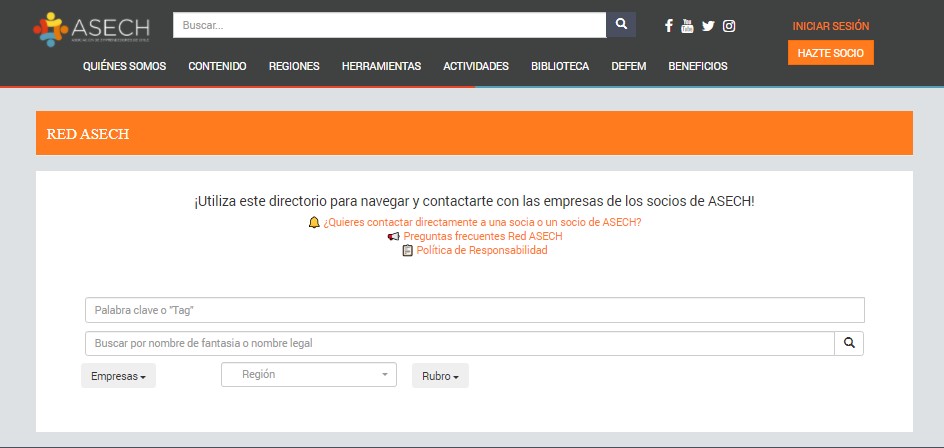 ASECH
ASOCIACIÓN DE EMPRENDEDORES DE CHILE
Buscar...
INICIAR SESIÓN
HAZTE SOCIO
QUIÉNES SOMOS CONTENIDO REGIONES HERRAMIENTAS ACTIVIDADES BIBLIOTECA DEFEM BENEFICIOS
RED ASECH
¡Utiliza este directorio para navegar y contactarte con las empresas de los socios de ASECH!
¿Quieres contactar directamente a una socia o un socio de ASECH?
Preguntas frecuentes Red ASECH
Política de Responsabilidad
Palabra clave o "Tag"
Buscar por nombre de fantasia o nombre legal
Empresas Región Rubro